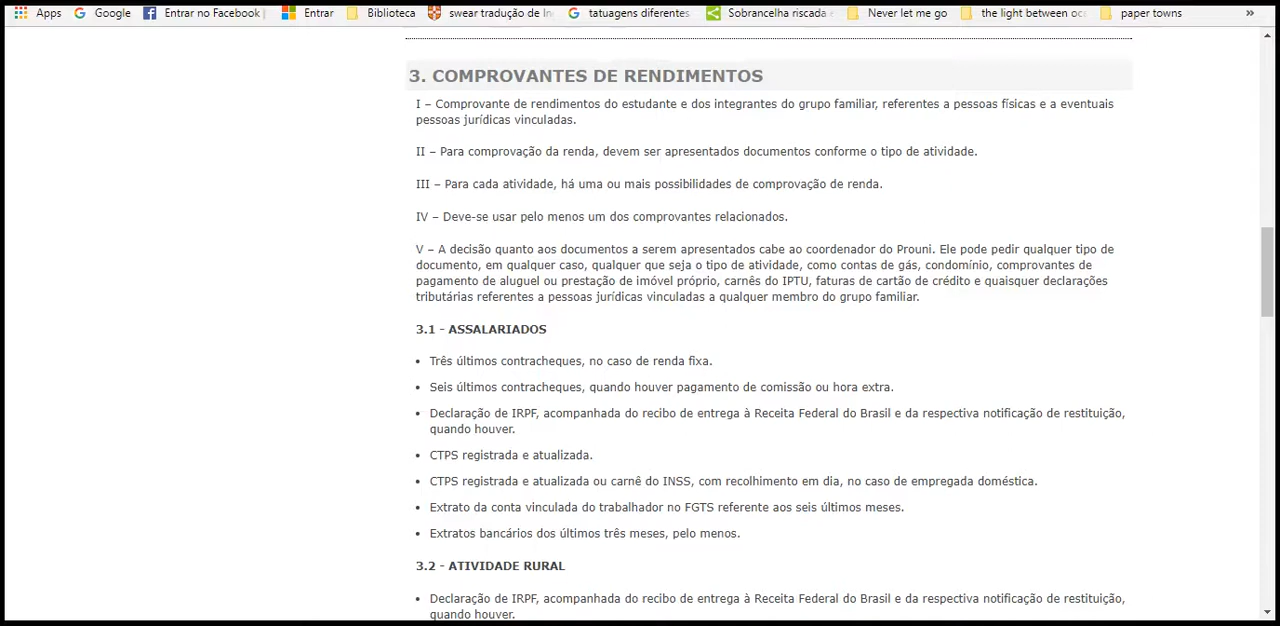 Apps Google Entrar no Facebook Entrar Biblioteca swear tradução de In tatuagens diferentes Sobrancelha riscada Never let me go the light between oc paper towns »
3. COMPROVANTES DE RENDIMENTOS
I – Comprovante de rendimentos do estudante e dos integrantes do grupo familiar, referentes a pessoas físicas e a eventuais
pessoas jurídicas vinculadas.
II – Para comprovação da renda, devem ser apresentados documentos conforme o tipo de atividade.
III – Para cada atividade, há uma ou mais possibilidades de comprovação de renda.
IV – Deve-se usar pelo menos um dos comprovantes relacionados.
V – A decisão quanto aos documentos a serem apresentados cabe ao coordenador do Prouni. Ele pode pedir qualquer tipo de
documento, em qualquer caso, qualquer que seja o tipo de atividade, como contas de gás, condomínio, comprovantes de
pagamento de aluguel ou prestação de imóvel próprio, carnês do IPTU, faturas de cartão de crédito e quaisquer declarações
tributárias referentes a pessoas jurídicas vinculadas a qualquer membro do grupo familiar.
3.1 - ASSALARIADOS
• Três últimos contracheques, no caso de renda fixa.
• Seis últimos contracheques, quando houver pagamento de comissão ou hora extra.
• Declaração de IRPF, acompanhada do recibo de entrega à Receita Federal do Brasil e da respectiva notificação de restituição,
quando houver.
• CTPS registrada e atualizada.
• CTPS registrada e atualizada ou carnê do INSS, com recolhimento em dia, no caso de empregada doméstica.
• Extrato da conta vinculada do trabalhador no FGTS referente aos seis últimos meses.
• Extratos bancários dos últimos três meses, pelo menos.
3.2 - ATIVIDADE RURAL
• Declaração de IRPF, acompanhada do recibo de entrega à Receita Federal do Brasil e da respectiva notificação de restituição,
quando houver.